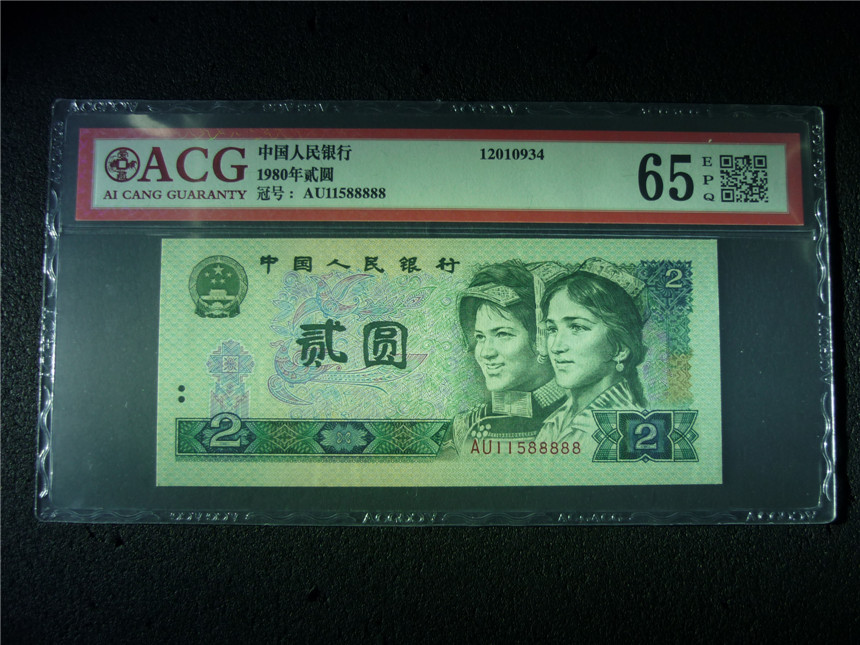 ACG
AI CANG GUARANTY
中国人民银行
1980年贰圆
冠号： AU11588888
12010934
65
EPQ
中国人民银行
贰圆
2
2
2
AU11588888